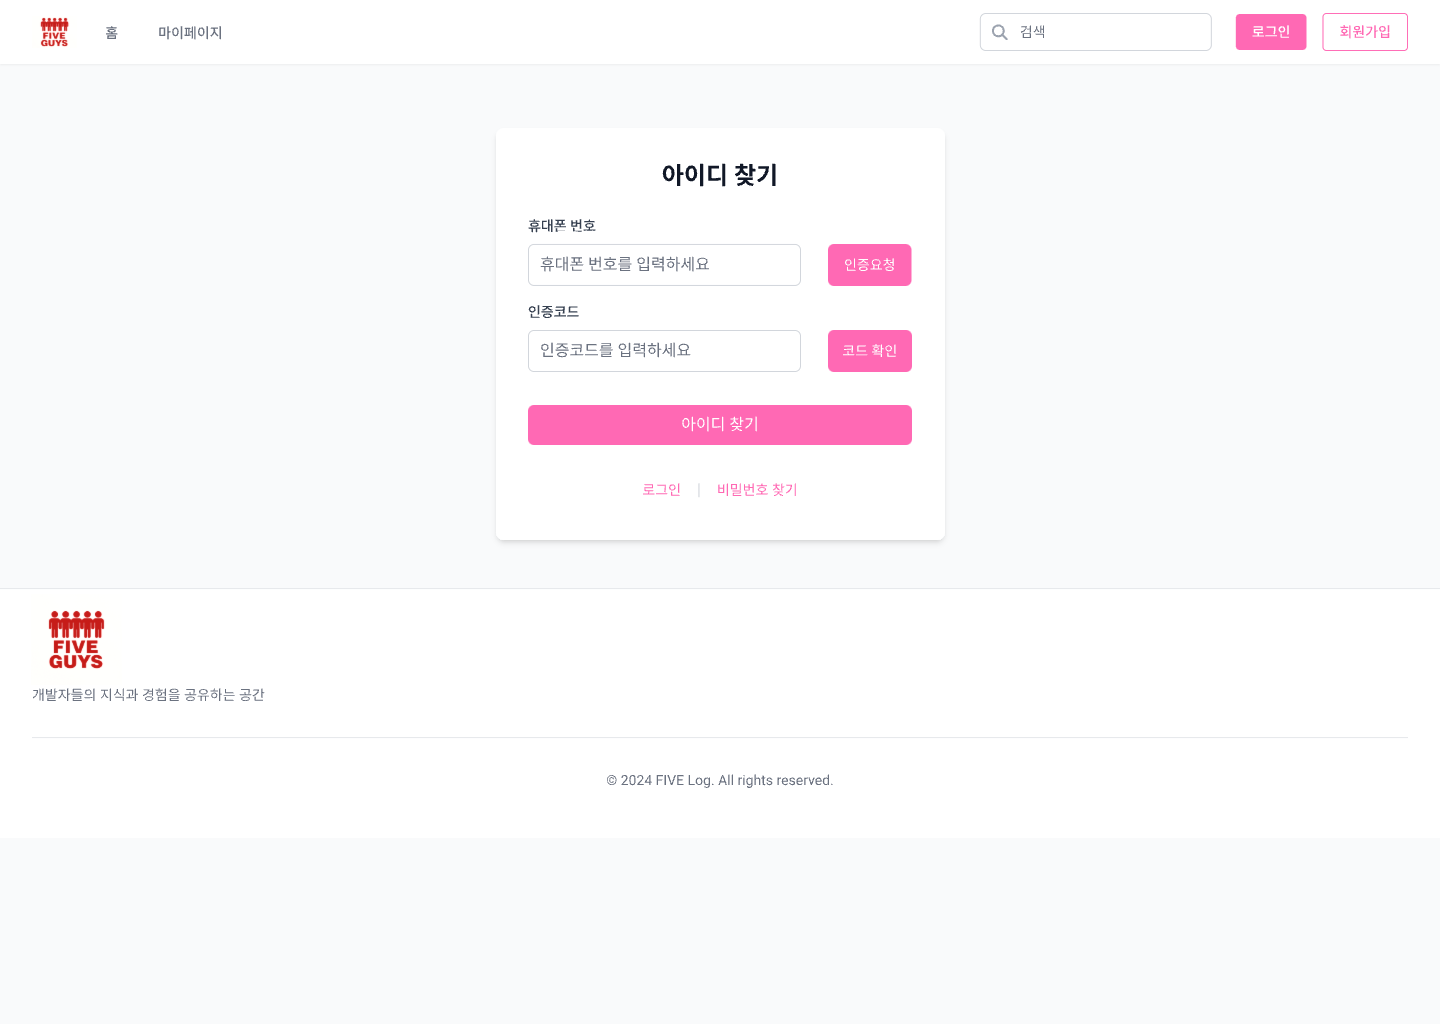 FIVE
GUYS
홈
마이페이지
검색
로그인
회원가입
아이디 찾기
휴대폰 번호
휴대폰 번호를 입력하세요
인증요청
인증코드
인증코드를 입력하세요
코드 확인
아이디 찾기
로그인 | 비밀번호 찾기
FIVE
GUYS
개발자들의 지식과 경험을 공유하는 공간
© 2024 FIVE Log. All rights reserved.